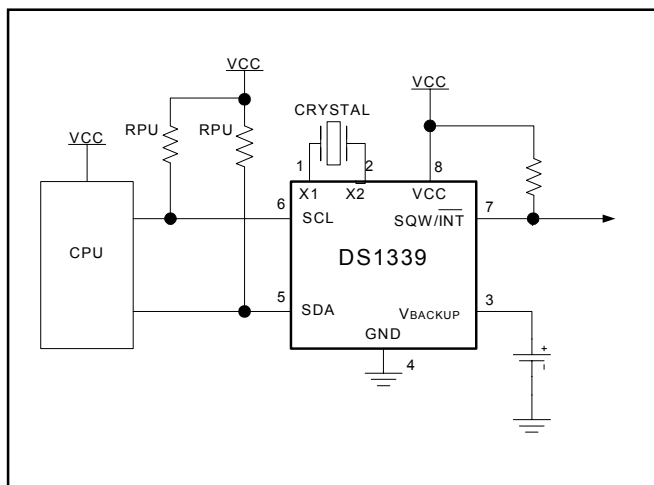 VCC
VCC
CRYSTAL
RPU
RPU
VCC
1
2
8
X1
X2
VCC
6
SCL
SQW/INT
7
CPU
DS1339
5
SDA
VBACKUP
3
GND
4
+
-